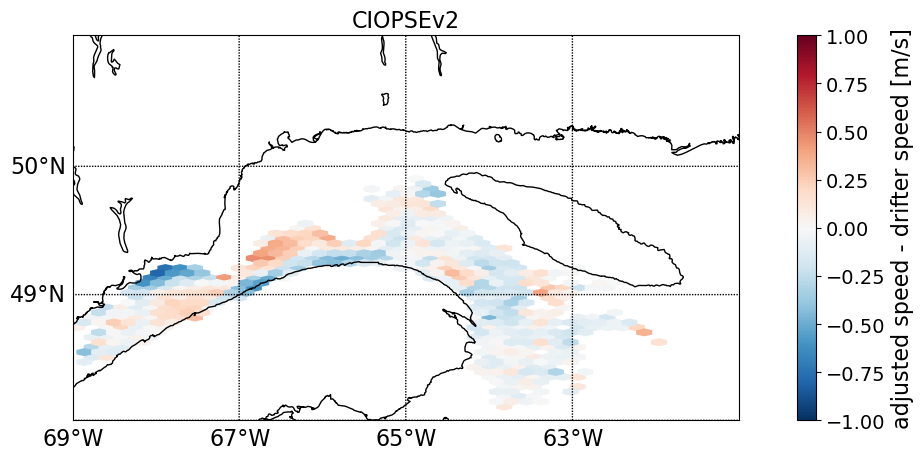 CIOPSEv2
50°N
49°N
69°W
67°W
65°W
63°W
1.00
0.75
0.50
0.25
0.00
−0.25
−0.50
−0.75
−1.00
adjusted speed - drifter speed [m/s]